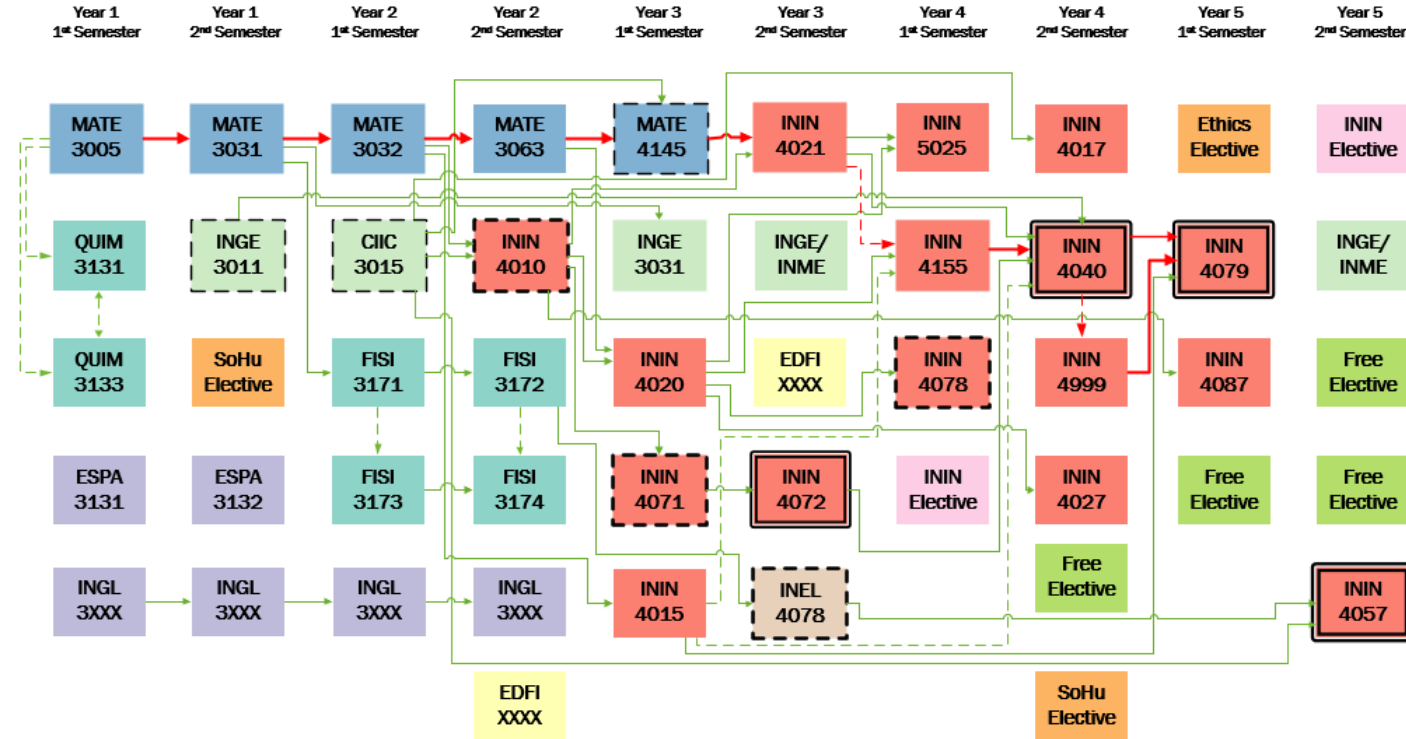 Year 1
1st Semester
Year 1
2nd Semester
Year 2
1st Semester
Year 2
2nd Semester
Year 3
1st Semester
Year 3
2nd Semester
Year 4
1st Semester
Year 4
2nd Semester
Year 5
1st Semester
Year 5
2nd Semester
MATE
3005
MATE
3031
MATE
3032
MATE
3063
MATE
4145
ININ
4021
ININ
5025
ININ
4017
Ethics
Elective
ININ
Elective
QUIM
3131
INGE
3011
CIIC
3015
ININ
4010
INGE
3031
INGE/
INME
ININ
4155
ININ
4040
ININ
4079
INGE/
INME
QUIM
3133
SoHu
Elective
FISI
3171
FISI
3172
ININ
4020
EDFI
XXXX
ININ
4078
ININ
4999
ININ
4087
Free
Elective
ESPA
3131
ESPA
3132
FISI
3173
FISI
3174
ININ
4071
ININ
4072
ININ
Elective
ININ
4027
Free
Elective
Free
Elective
INGL
3XXX
INGL
3XXX
INGL
3XXX
INGL
3XXX
ININ
4015
INEL
4078
Free
Elective
ININ
4057
EDFI
XXXX
SoHu
Elective